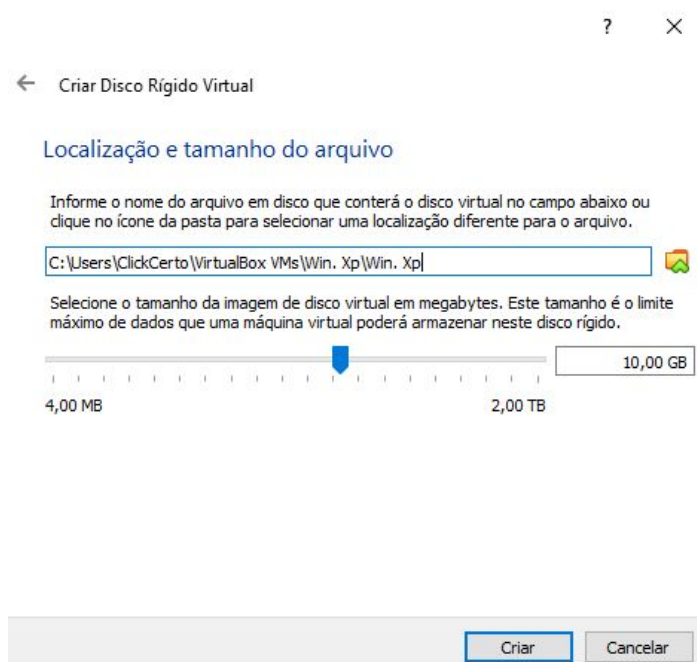 ?
Criar Disco Rígido Virtual
Localização e tamanho do arquivo
Informe o nome do arquivo em disco que conterá o disco virtual no campo abaixo ou
clique no ícone da pasta para selecionar uma localização diferente para o arquivo.
C:\Users\ClickCerto\VirtualBox VMs\Win. Xp\Win. Xp
Selecione o tamanho da imagem de disco virtual em megabytes. Este tamanho é o limite
máximo de dados que uma máquina virtual poderá armazenar neste disco rígido.
10,00 GB
4,00 MB 2,00 TB
Criar Cancelar